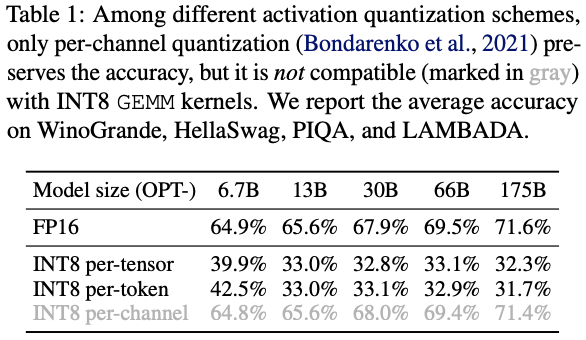 Table 1: Among different activation quantization schemes,
only per-channel quantization (Bondarenko et al., 2021) pre-
serves the accuracy, but it is not compatible (marked in gray)
with INT8 GEMM kernels. We report the average accuracy
on WinoGrande, HellaSwag, PIQA, and LAMBADA.
Model size (OPT-) 6.7B 13B 30B 66B 175B
FP16 64.9% 65.6% 67.9% 69.5% 71.6%
INT8 per-tensor 39.9% 33.0% 32.8% 33.1% 32.3%
INT8 per-token 42.5% 33.0% 33.1% 32.9% 31.7%
INT8 per-channel 64.8% 65.6% 68.0% 69.4% 71.4%